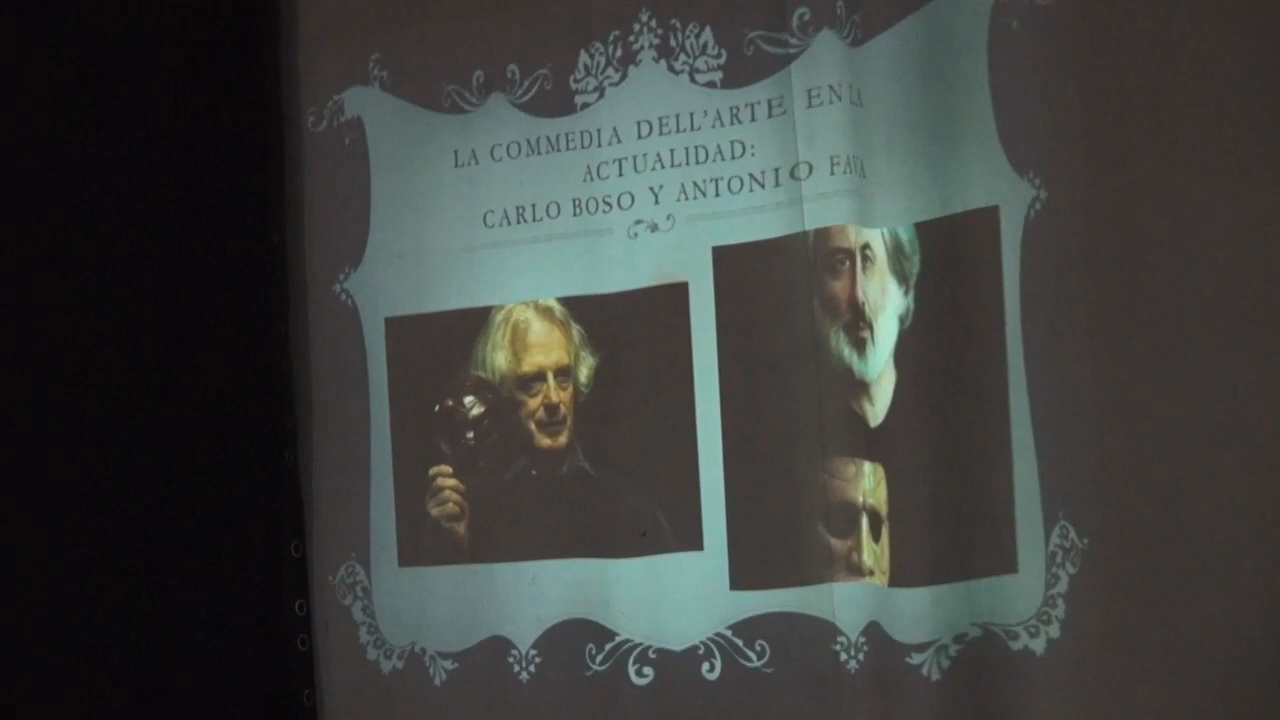 LA COMMEDIA DELL'ARTE EN LA
ACTUALIDAD:
CARLO BOSO Y ANTONIO FAVA